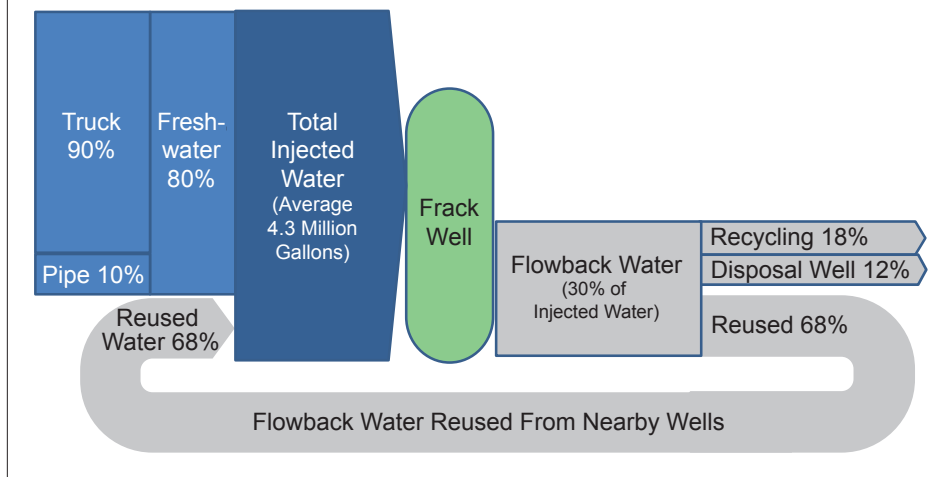 Truck
90%
Pipe 10%
Fresh-
water
80%
Total
Injected
Water
(Average
4.3 Million
Gallons)
Reused
Water 68%
Frack
Well
Flowback Water
(30% of
Injected Water)
Recycling 18%
Disposal Well 12%
Reused 68%
Flowback Water Reused From Nearby Wells